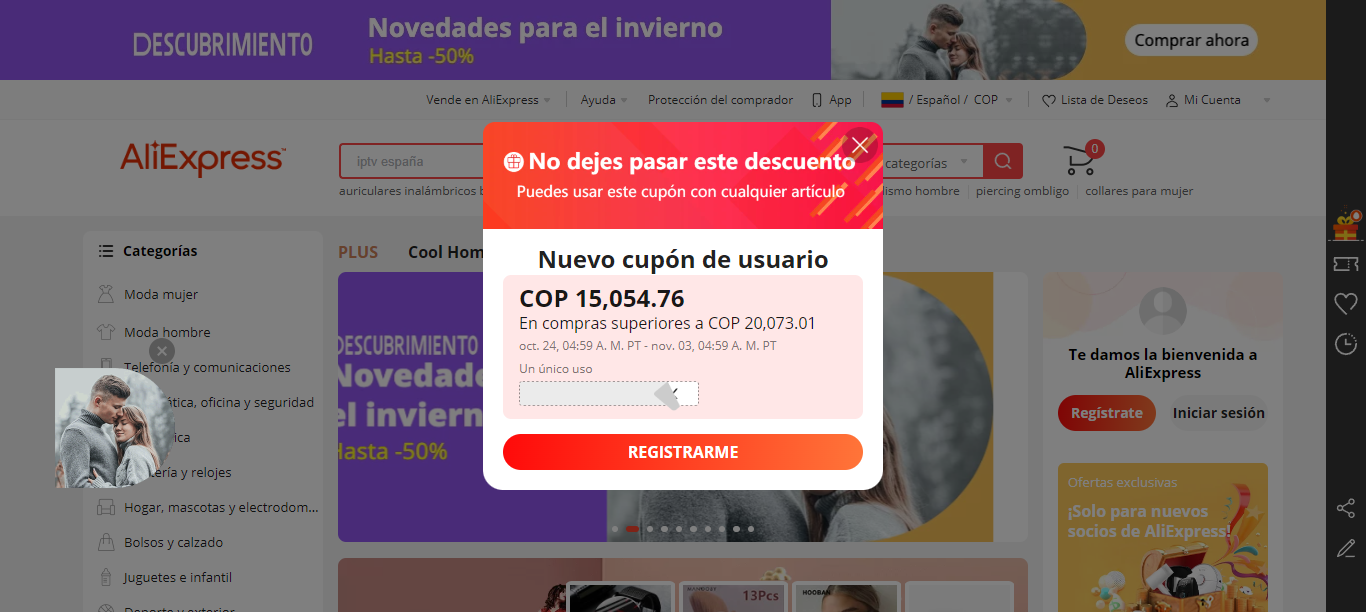 DESCUBRIMIENTO
Novedades para el invierno
Hasta -50%
Comprar ahora
Vende en AliExpress
Ayuda
Protección del comprador
App
/ Español / COP
Lista de Deseos
Mi Cuenta
AliExpress
iptv españa
categorías
0
auriculares inalámbricos
lismo hombre
piercing ombligo
collares para mujer
No dejes pasar este descuento
Puedes usar este cupón con cualquier artículo
Nuevo cupón de usuario
COP 15,054.76
En compras superiores a COP 20,073.01
oct. 24, 04:59 A. M. PT - nov. 03, 04:59 A. M. PT
Un único uso
REGISTRARME
Categorías
Moda mujer
Moda hombre
Telefonía y comunicaciones
ática, oficina y seguridad
ica
ería y relojes
Hogar, mascotas y electrodom...
Bolsos y calzado
Juguetes e infantil
Deporte y exterior
PLUS
Cool Hom
DESCUBRIMIENTO
Novedade
el inviern
Hasta -50%
13Pcs
HOOBAN
Te damos la bienvenida a
AliExpress
Regístrate
Iniciar sesión
Ofertas exclusivas
¡Solo para nuevos
socios de AliExpress!